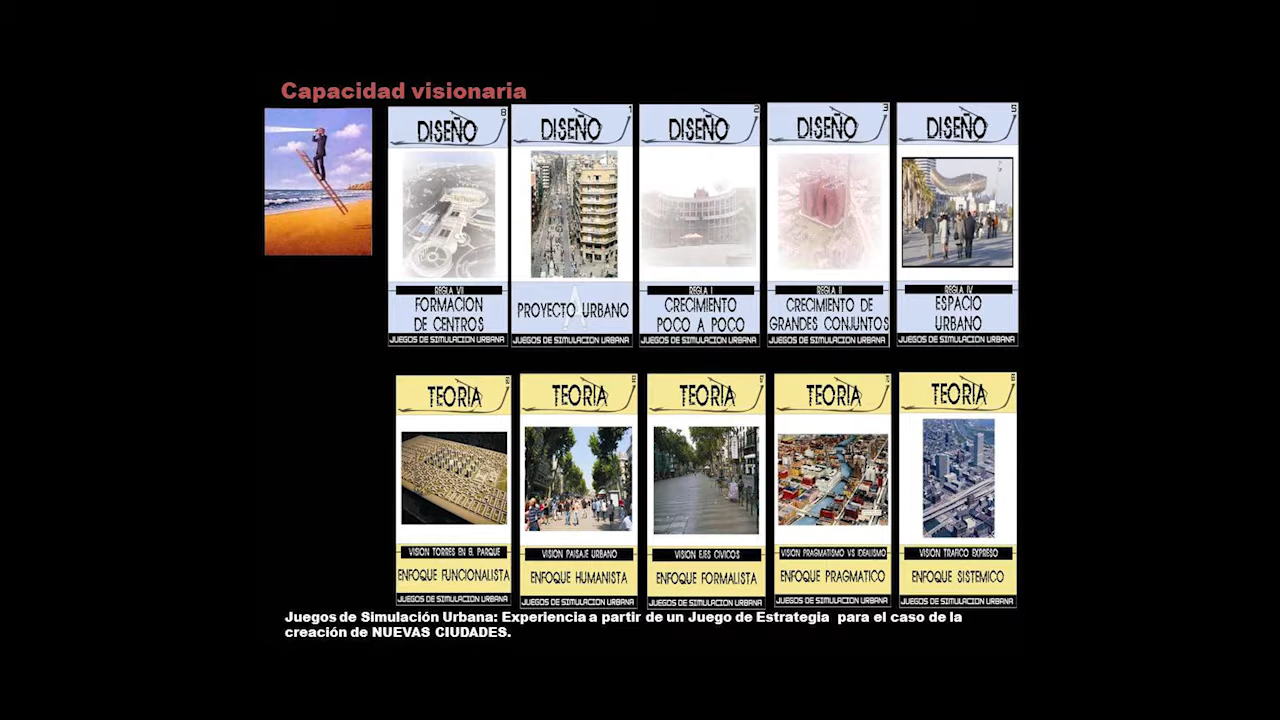 Capacidad visionaria
8
DISEÑO
REGLA VII
FORMACION
DE CENTROS
JUEGOS DE SIMULACION URBANA
1
DISEÑO
A
PROYECTO URBANO
JUEGOS DE SIMULACION URBANA
2
DISEÑO
REGLA I
CRECIMIENTO
POCO A POCO
JUEGOS DE SIMULACION URBANA
3
DISEÑO
REGLA II
CRECIMIENTO DE
GRANDES CONJUNTOS
JUEGOS DE SIMULACION URBANA
5
DISEÑO
REGLA IV
ESPACIO
URBANO
JUEGOS DE SIMULACION URBANA
TEORIA
VISION TORRES EN EL PARQUE
ENFOQUE FUNCIONALISTA
JUEGOS DE SIMULACION URBANA
TEORIA
VISION PAISAJE URBANO
ENFOQUE HUMANISTA
JUEGOS DE SIMULACION URBANA
TEORIA
VISION EJES CIVICOS
ENFOQUE FORMALISTA
JUEGOS DE SIMULACION URBANA
TEORIA
VISION PRAGMATISMO VS IDEALISMO
ENFOQUE PRAGMATICO
JUEGOS DE SIMULACION URBANA
TEORIA
VISION TRAFICO EXPRESO
ENFOQUE SISTEMICO
JUEGOS DE SIMULACION URBANA
Juegos de Simulación Urbana: Experiencia a partir de un Juego de Estrategia para el caso de la
creación de NUEVAS CIUDADES.